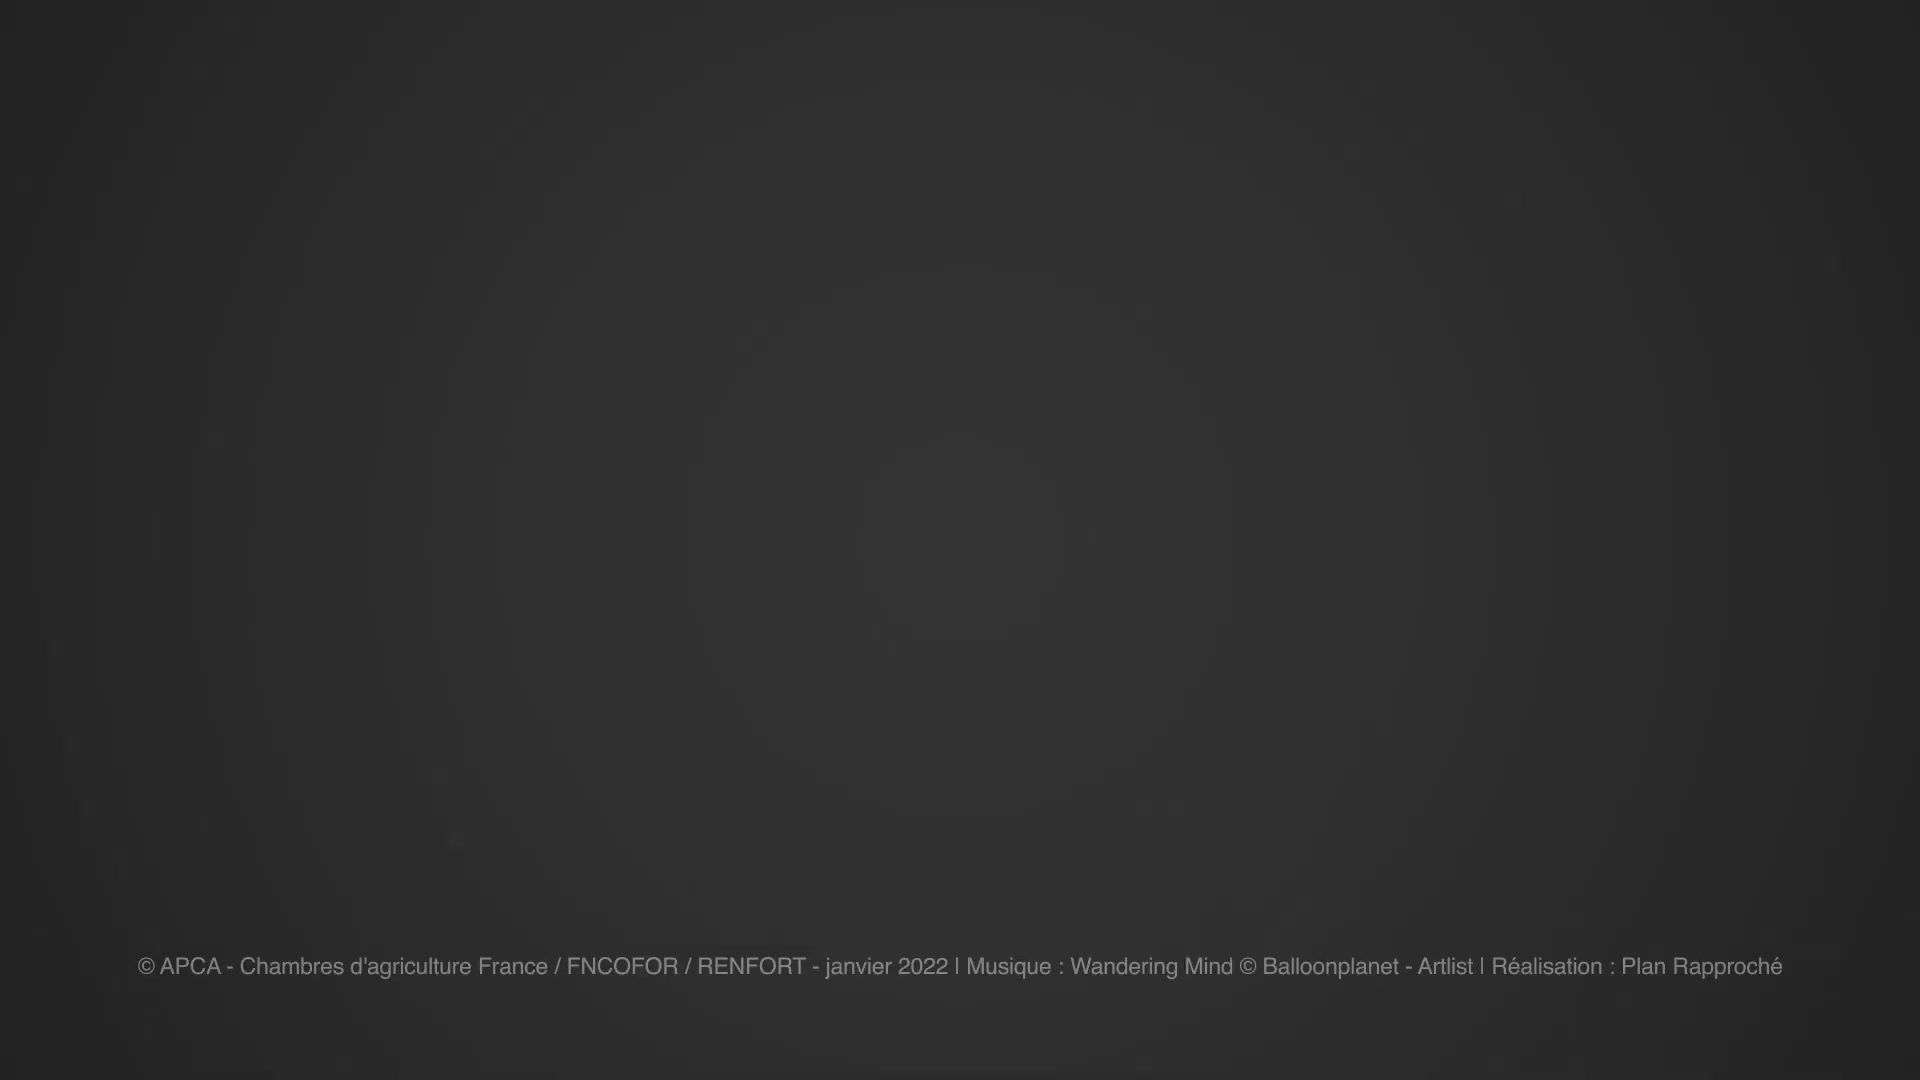 © APCA - Chambres d'agriculture France / FNCOFOR / RENFORT - janvier 2022 | Musique : Wandering Mind © Balloonplanet - Artlist | Réalisation : Plan Rapproché